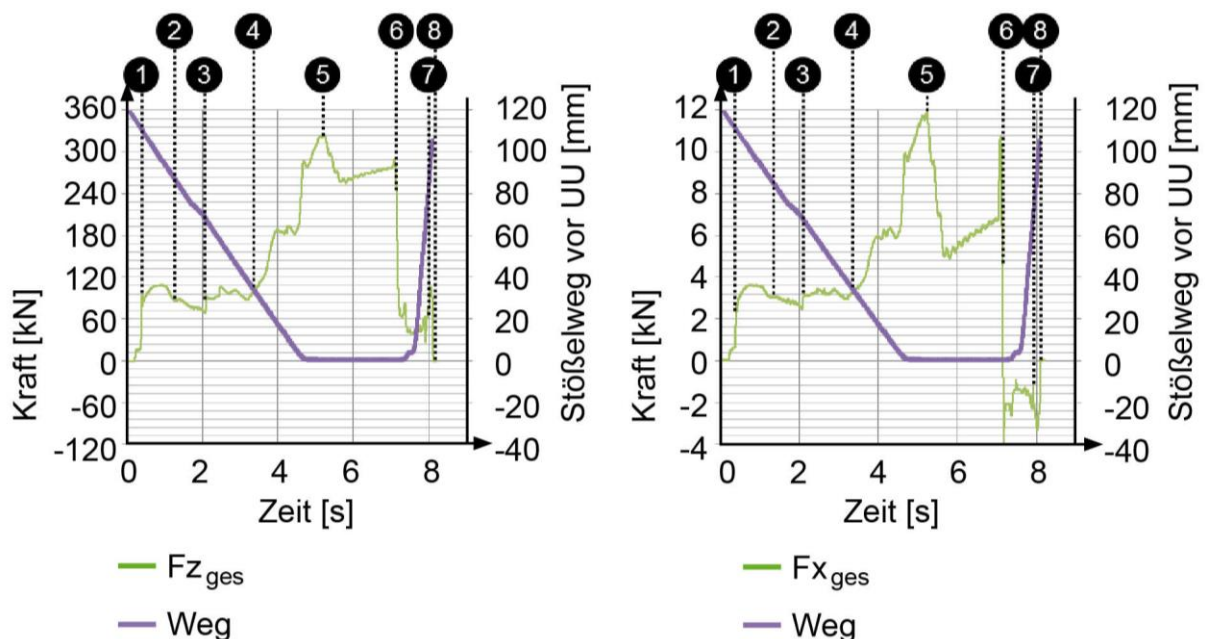 2 4 6 8
1 3 5 7
360 120
300 100
240 80
180 60
120 40
60 20
0 0
-60 -20
-120 -40
0 2 4 6 8
Kraft [kN]
Stößelweg vor UU [mm]
Zeit [s]
Fz ges
Weg
2 4 6 8
1 3 5 7
12 120
10 100
8 80
6 60
4 40
2 20
0 0
-2 -20
-4 -40
0 2 4 6 8
Kraft [kN]
Stößelweg vor UU [mm]
Zeit [s]
Fx ges
Weg